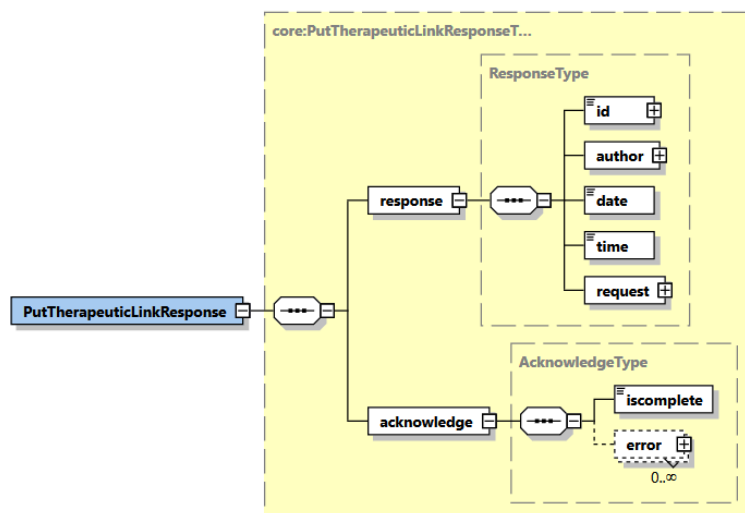 core:PutTherapeuticLinkResponseT...
ResponseType
id
author
response
date
time
request
PutTherapeuticLinkResponse
AcknowledgeType
iscomplete
acknowledge
error
0..∞